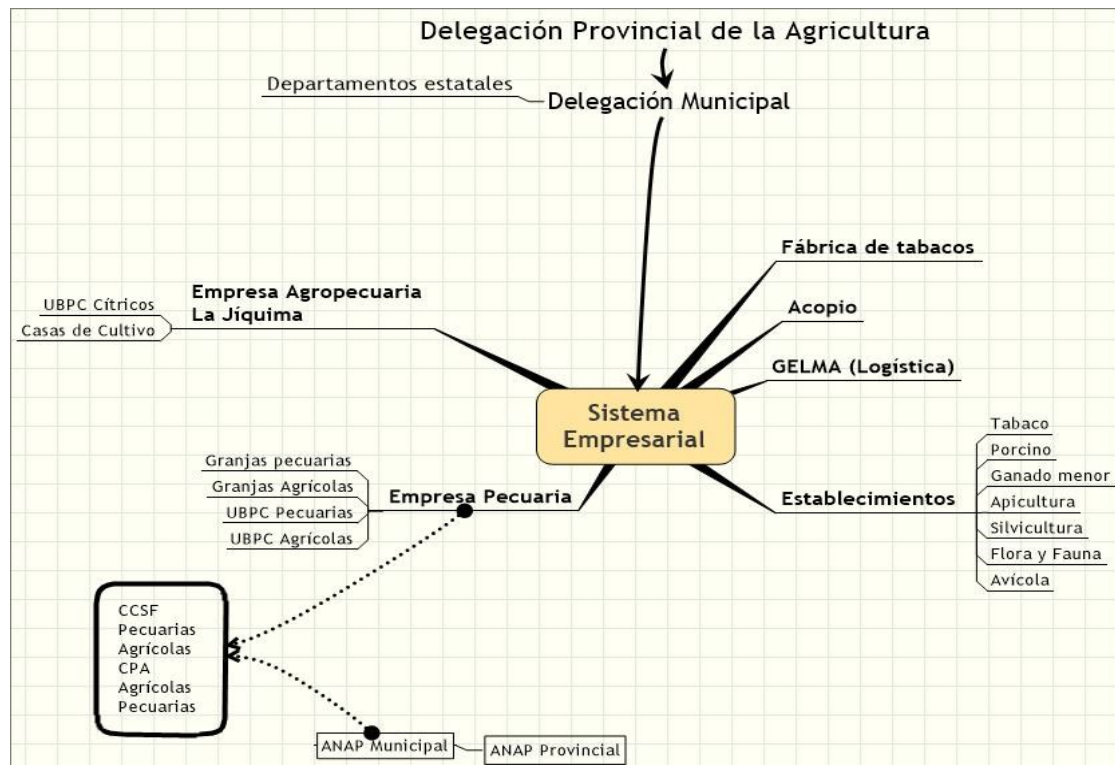 Delegación Provincial de la Agricultura
Departamentos estatales
Delegación Municipal
Fábrica de tabacos
Empresa Agropecuaria
La Jíquima
UBPC Cítricos
Casas de Cultivo
Acopio
GELMA (Logística)
Sistema
Empresarial
Tabaco
Porcino
Ganado menor
Apicultura
Silvicultura
Flora y Fauna
Avícola
Establecimientos
Granjas pecuarias
Granjas Agrícolas
UBPC Pecuarias
UBPC Agrícolas
Empresa Pecuaria
CCSF
Pecuarias
Agrícolas
CPA
Agrícolas
Pecuarias
ANAP Municipal
ANAP Provincial